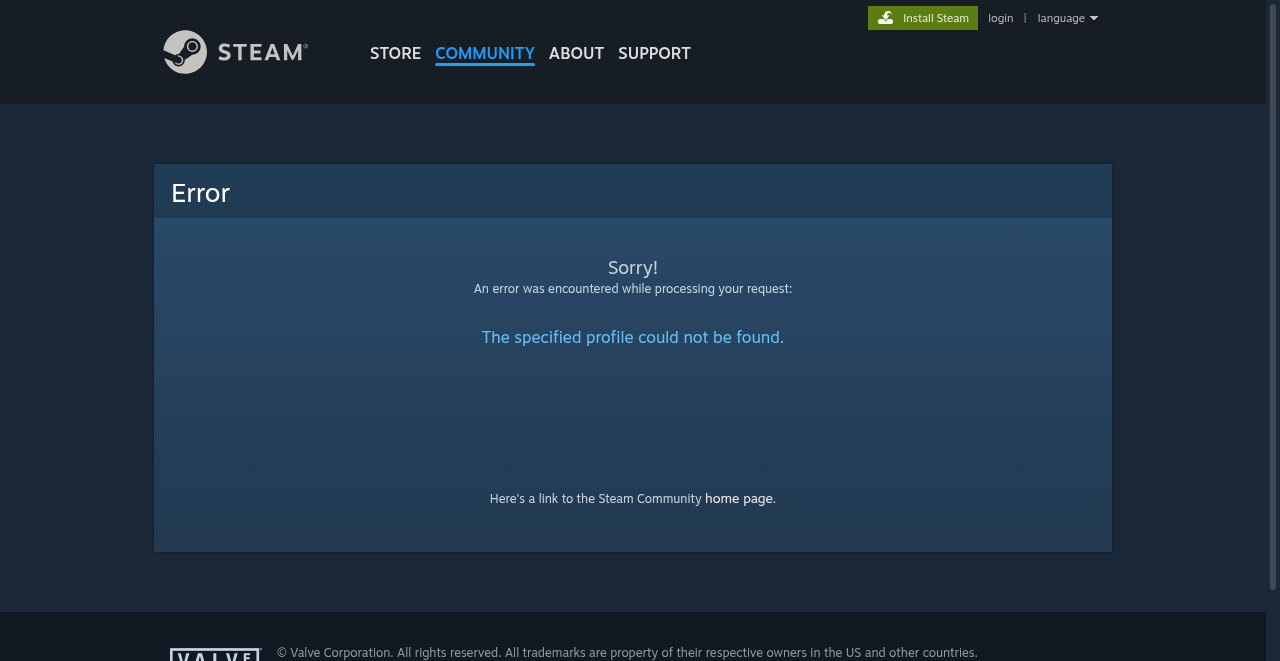 Install Steam login | language
STEAM®
STORE COMMUNITY ABOUT SUPPORT
Error
Sorry!
An error was encountered while processing your request:
The specified profile could not be found.
Here's a link to the Steam Community home page.
VALVE © Valve Corporation. All rights reserved. All trademarks are property of their respective owners in the US and other countries.